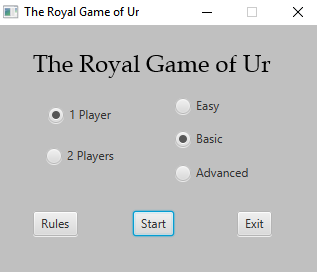 The Royal Game of Ur
The Royal Game of Ur
1 Player
2 Players
Easy
Basic
Advanced
Rules
Start
Exit